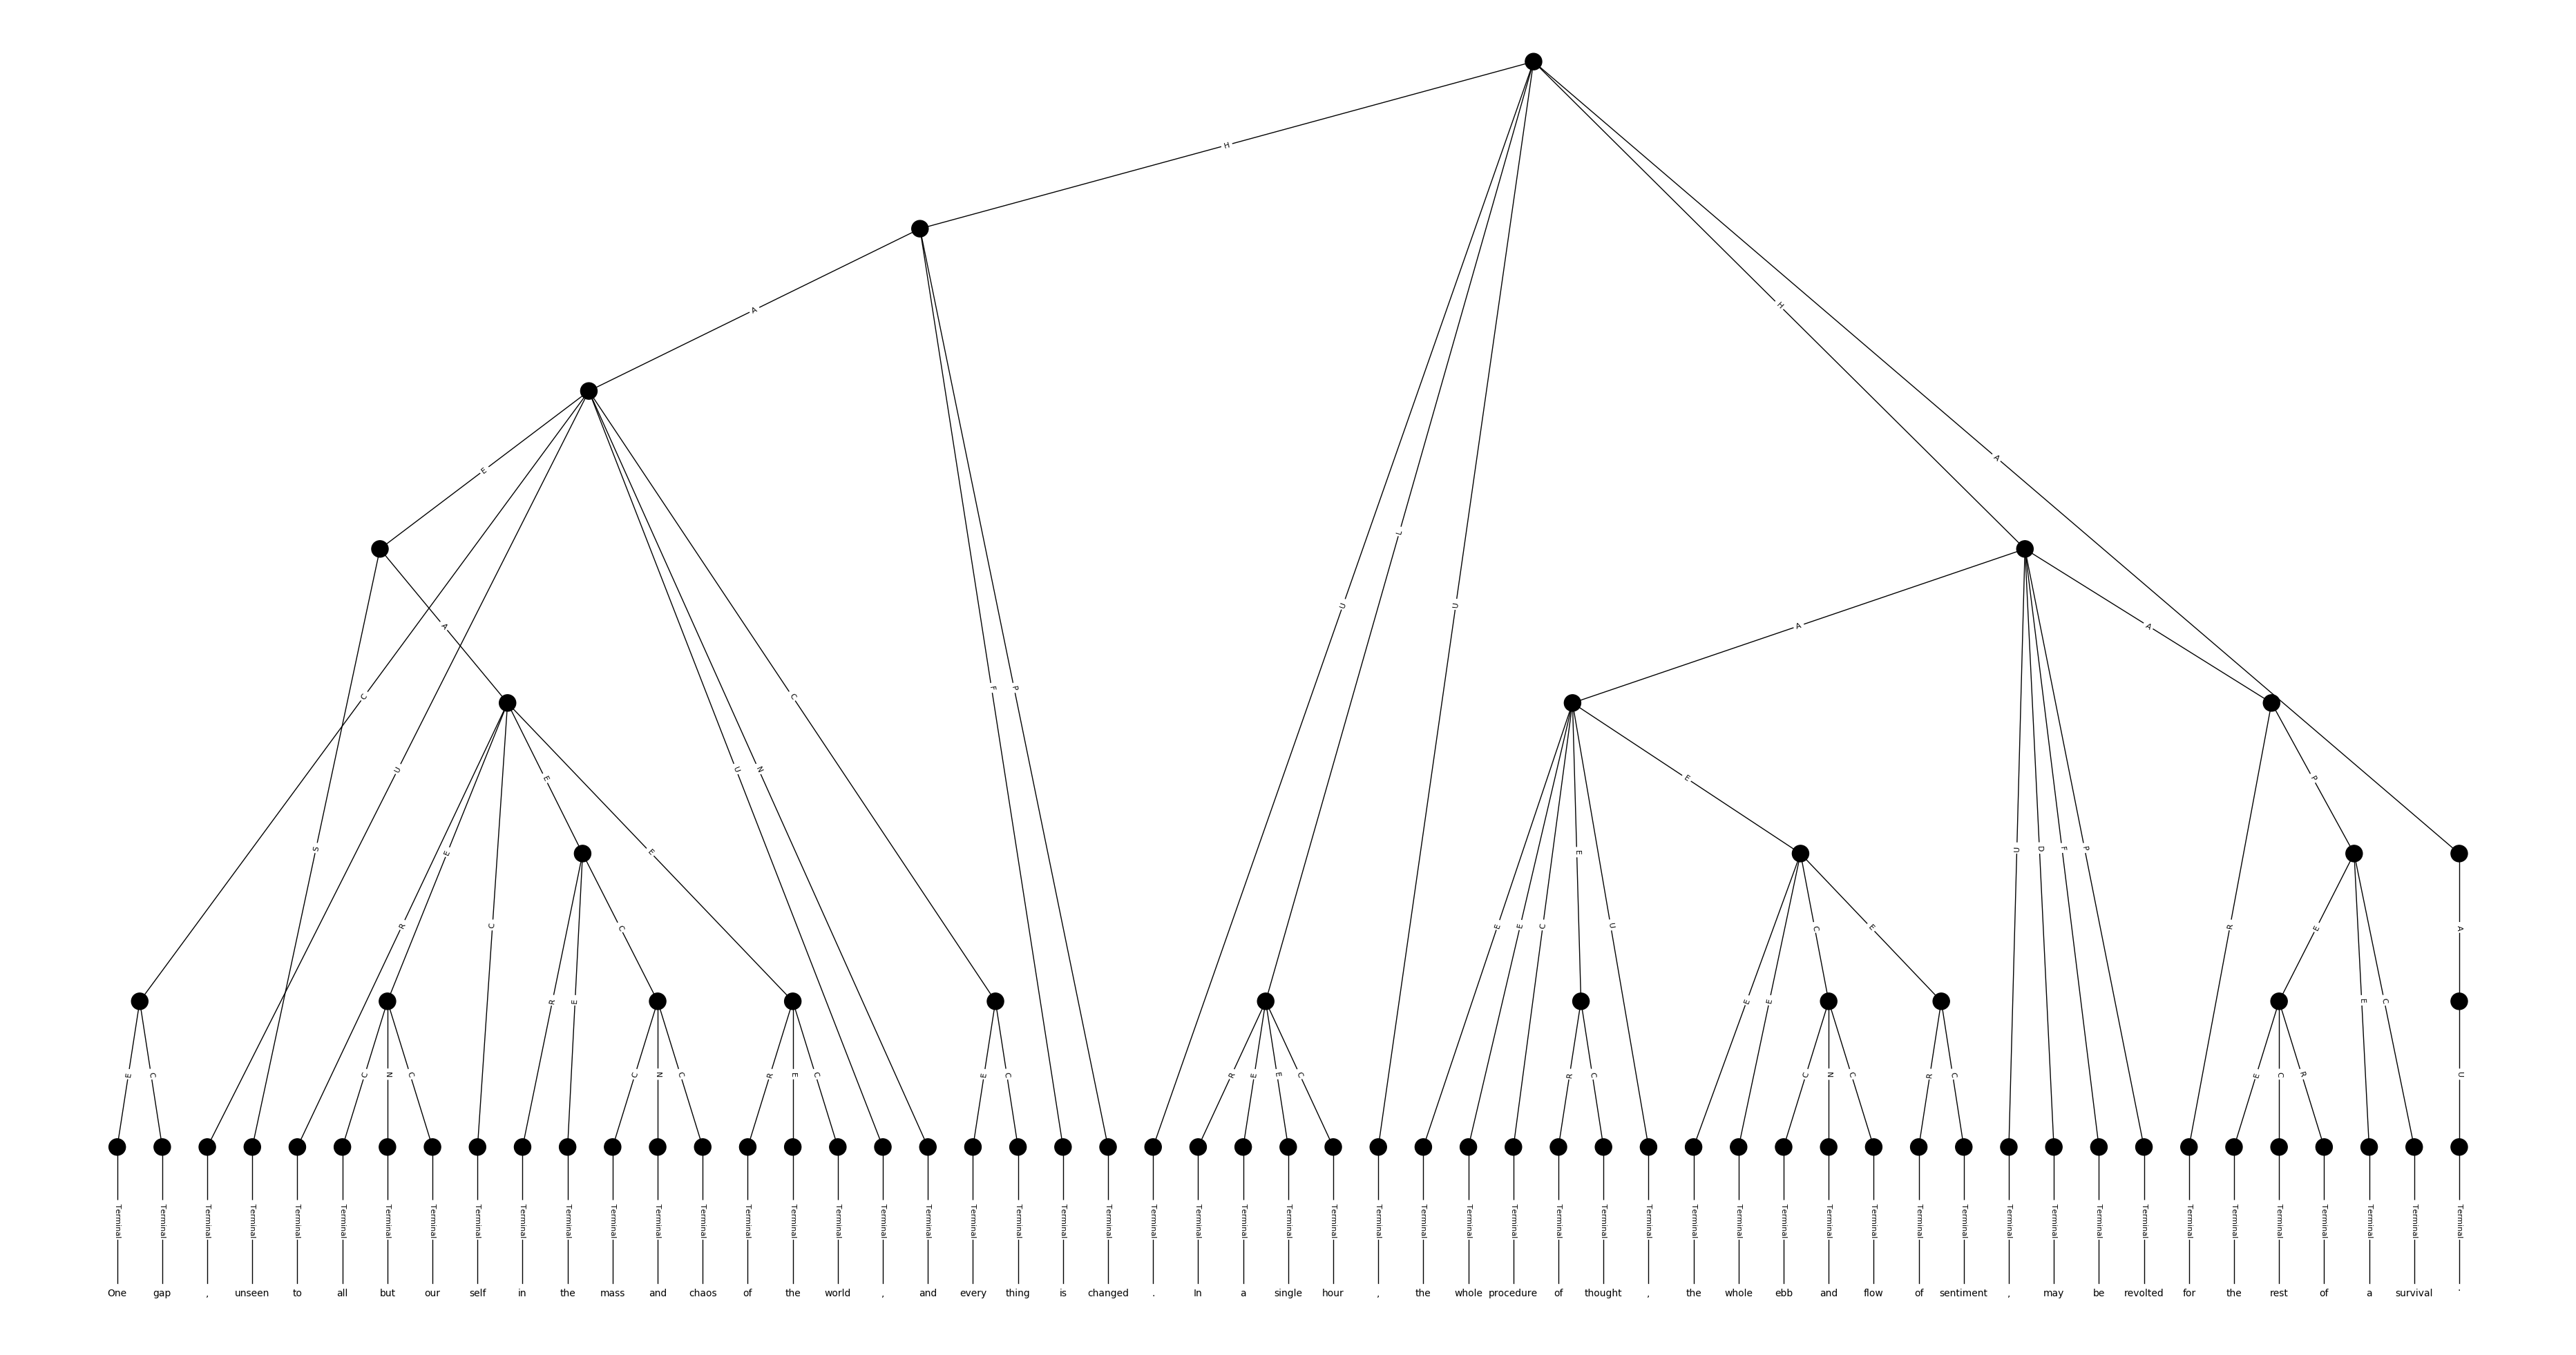 H
H
A
A
E
L
U U
A A A
F P
C C
U U N
E E P
S E E E U D F P
R C C E E C U C E R E A
R E E E E C
E C C N C C N C R E C E C R E E C R C C N C R C E C R U
Terminal Terminal Terminal Terminal Terminal Terminal Terminal Terminal Terminal Terminal Terminal Terminal Terminal Terminal Terminal Terminal Terminal Terminal Terminal Terminal Terminal Terminal Terminal Terminal Terminal Terminal Terminal Terminal Terminal Terminal Terminal Terminal Terminal Terminal Terminal Terminal Terminal Terminal Terminal Terminal Terminal Terminal Terminal Terminal Terminal Terminal Terminal Terminal Terminal Terminal Terminal Terminal Terminal
One gap , unseen to all but our self in the mass and chaos of the world , and every thing is changed . In a single hour , the whole procedure of thought , the whole ebb and flow of sentiment , may be revolted for the rest of a survival '